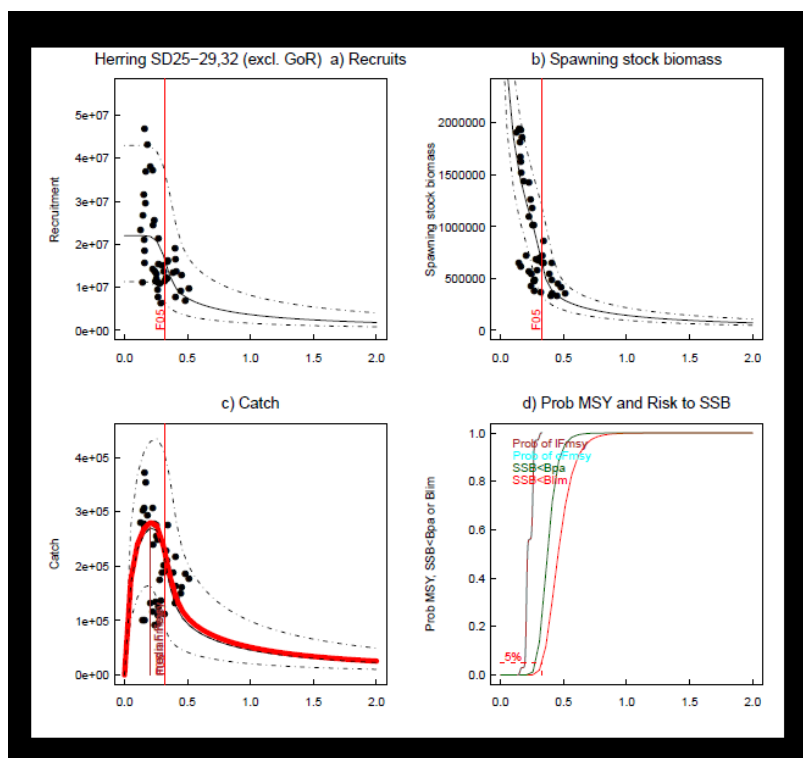 Herring SD25−29,32 (excl. GoR) a) Recruits
b) Spawning stock biomass
Recruitment
5e+07
4e+07
3e+07
2e+07
1e+07
0e+00
F05
0.0 0.5 1.0 1.5 2.0
Spawning stock biomass
2000000
1500000
1000000
500000
0
F05
0.0 0.5 1.0 1.5 2.0
c) Catch
d) Prob MSY and Risk to SSB
Catch
4e+05
3e+05
2e+05
1e+05
0e+00
0.0 0.5 1.0 1.5 2.0
Prob MSY, SSB<Bpa or Blim
1.0
0.8
0.6
0.4
0.2
0.0
Prob of lFmsy
Prob of cFmsy
SSB<Bpa
SSB<Blim
5%
0.0 0.5 1.0 1.5 2.0